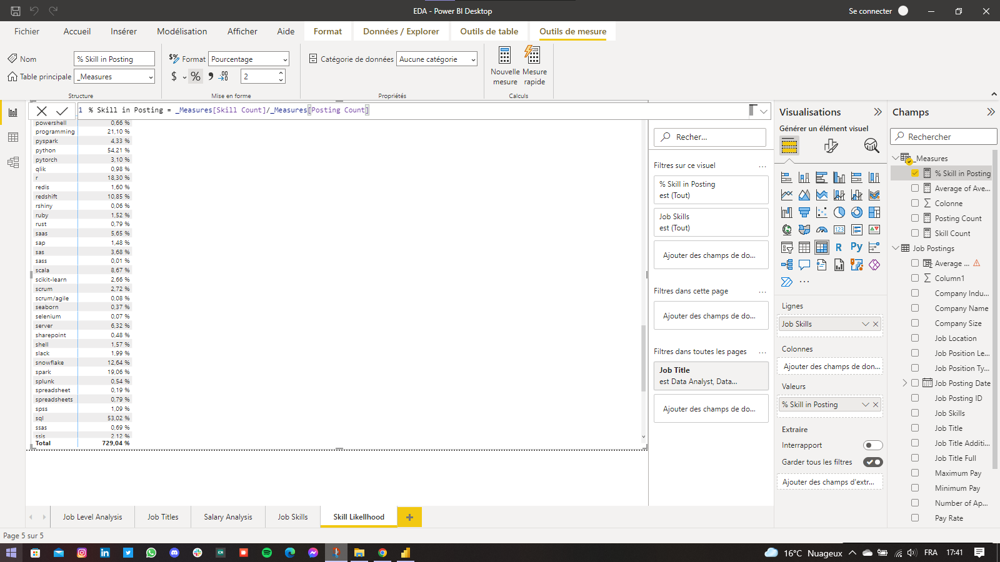 EDA - Power BI Desktop
Se connecter
Fichier
Accueil
Insérer
Modélisation
Afficher
Aide
Format
Données / Explorer
Outils de table
Outils de mesure
Nom
% Skill in Posting
Table principale
_Measures
Structure
Format
Pourcentage
$
%
2
Mise en forme
Catégorie de données
Aucune catégorie
Propriétés
Nouvelle mesure
Mesure rapide
Calculs
1 % Skill in Posting = _Measures[Skill Count]/_Measures[Posting Count]
powershell 0,66 %
programming 21,10 %
pyspark 4,33 %
python 54,21 %
pytorch 3,10 %
qlik 0,98 %
r 18,30 %
redis 1,60 %
redshift 10,85 %
rshiny 0,06 %
ruby 1,52 %
rust 0,79 %
saas 5,65 %
sap 1,48 %
sas 3,68 %
sass 0,01 %
scala 8,67 %
scikit-learn 2,66 %
scrum 2,72 %
scrum/agile 0,08 %
seaborn 0,37 %
selenium 0,07 %
server 6,32 %
sharepoint 0,48 %
shell 1,57 %
slack 1,99 %
snowflake 12,64 %
spark 19,06 %
splunk 0,54 %
spreadsheet 0,19 %
spreadsheets 0,79 %
spss 1,09 %
sql 53,02 %
ssas 0,69 %
ssis 2,12 %
Total 729,04 %
Recher...
Filtres sur ce visuel ...
% Skill in Posting
est (Tout)
Job Skills
est (Tout)
Ajouter des champs de do...
Filtres dans cette page ...
Ajouter des champs de do...
Filtres dans toutes les pages ...
Job Title
est Data Analyst, Data...
Ajouter des champs de do...
Visualisations
Générer un élément visuel
123
R
Py
...
Lignes
Job Skills
Colonnes
Ajouter des champs de don...
Valeurs
% Skill in Posting
Extraire
Interrapport
Garder tous les filtres
Ajouter des champs d'extr...
Champs
Rechercher
_Measures
% Skill in Posting
Average of Ave...
Colonne
Posting Count
Skill Count
Job Postings
Average ...
Column1
Company Indu...
Company Name
Company Size
Job Location
Job Position Le...
Job Position Ty...
Job Posting Date
Job Posting ID
Job Skills
Job Title
Job Title Additi...
Job Title Full
Maximum Pay
Minimum Pay
Number of Ap...
Pay Rate
Job Level Analysis
Job Titles
Salary Analysis
Job Skills
Skill Likelihood
Page 5 sur 5
16°C Nuageux
FRA
17:41